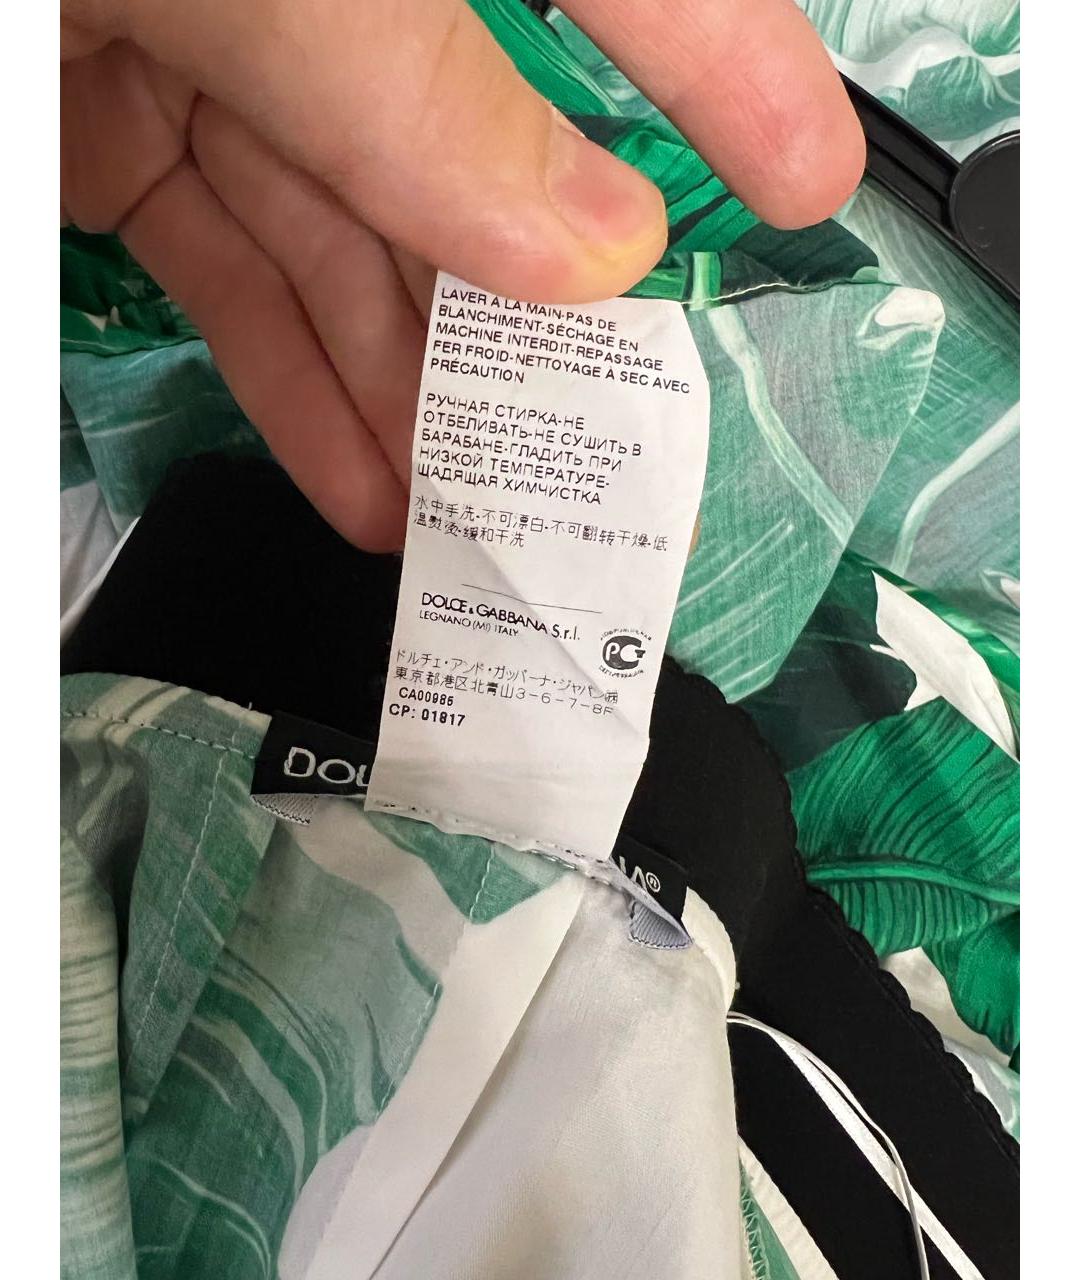 LAVER À LA MAIN-PAS DE
BLANCHIMENT-SÉCHAGE EN
MACHINE INTERDIT-REPASSAGE
FER FROID-NETTOYAGE À SEC AVEC
PRÉCAUTION
РУЧНАЯ СТИРКА-НЕ
ОТБЕЛИВАТЬ-НЕ СУШИТЬ В
БАРАБАНЕ-ГЛАДИТЬ ПРИ
НИЗКОЙ ТЕМПЕРАТУРЕ-
ЩАДЯЩАЯ ХИМЧИСТКА
水中手洗-不可漂白-不可翻转干燥-低
温熨烫-缓和干洗
DOLCE & GABBANA S.r.l.
LEGNANO (MI) ITALY
PG
ドルチェ・アンド・ガッバーナ・ジャパン㈱
東京都港区北青山3-6-7-8F
CA00985
CP: 01817
DOL
NA®